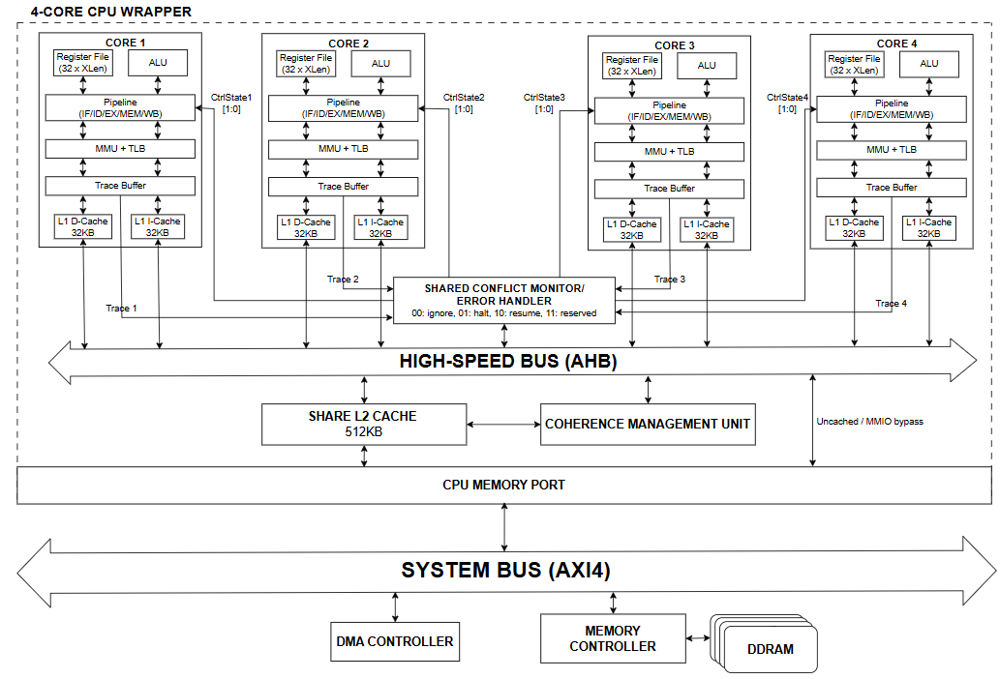 4-CORE CPU WRAPPER
CORE 1
Register File
(32 x XLen)
ALU
Pipeline
(IF/ID/EX/MEM/WB)
MMU + TLB
Trace Buffer
L1 D-Cache
32KB
L1 I-Cache
32KB
CtrlState1
[1:0]
Trace 1
CORE 2
Register File
(32 x XLen)
ALU
Pipeline
(IF/ID/EX/MEM/WB)
MMU + TLB
Trace Buffer
L1 D-Cache
32KB
L1 I-Cache
32KB
CtrlState2
[1:0]
Trace 2
CORE 3
Register File
(32 x XLen)
ALU
Pipeline
(IF/ID/EX/MEM/WB)
MMU + TLB
Trace Buffer
L1 D-Cache
32KB
L1 I-Cache
32KB
CtrlState3
[1:0]
Trace 3
CORE 4
Register File
(32 x XLen)
ALU
Pipeline
(IF/ID/EX/MEM/WB)
MMU + TLB
Trace Buffer
L1 D-Cache
32KB
L1 I-Cache
32KB
CtrlState4
[1:0]
Trace 4
SHARED CONFLICT MONITOR/
ERROR HANDLER
00: ignore, 01: halt, 10: resume, 11: reserved
HIGH-SPEED BUS (AHB)
SHARE L2 CACHE
512KB
COHERENCE MANAGEMENT UNIT
Uncached / MMIO bypass
CPU MEMORY PORT
SYSTEM BUS (AXI4)
DMA CONTROLLER
MEMORY
CONTROLLER
DDRAM